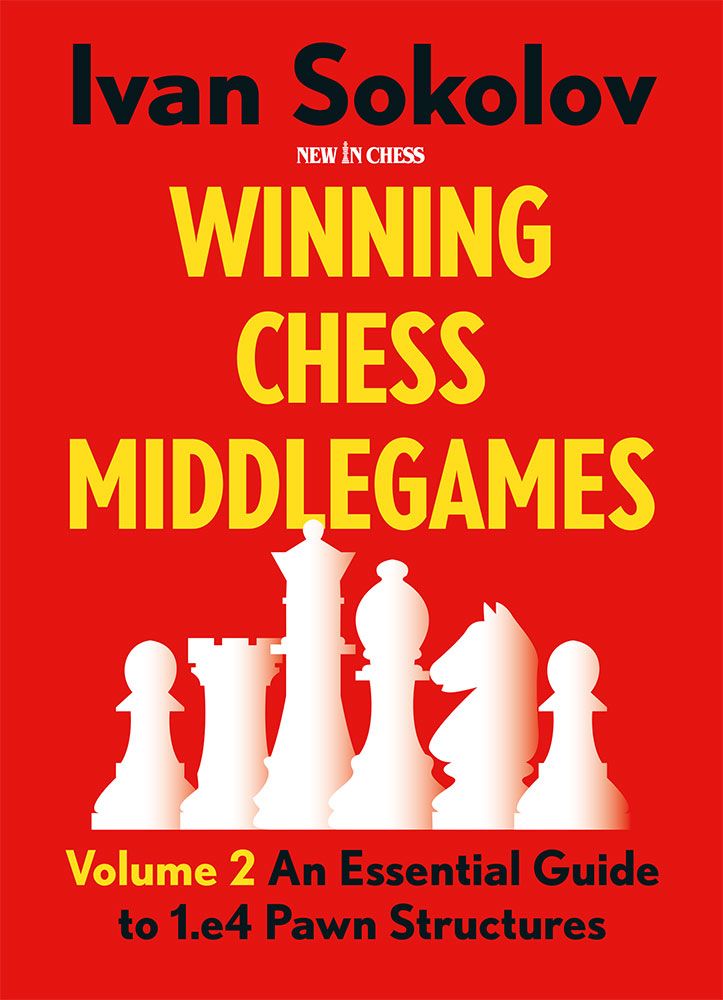 Ivan Sokolov
NEW IN CHESS
WINNING
CHESS
MIDDLEGAMES
Volume 2 An Essential Guide
to 1.e4 Pawn Structures